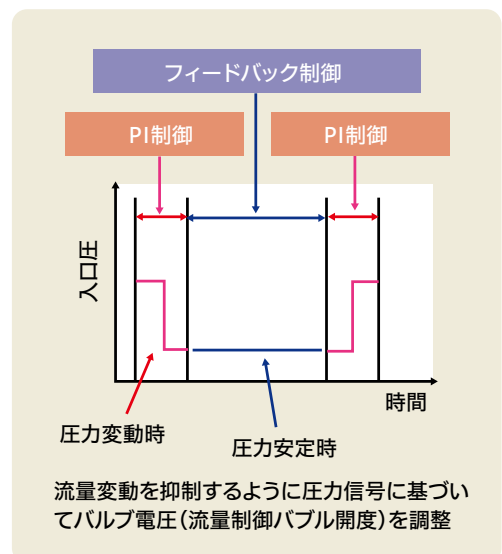 フィードバック制御
PI制御
PI制御
入口圧
時間
圧力変動時
圧力安定時
流量変動を抑制するように圧力信号に基づい
てバルブ電圧（流量制御バブル開度）を調整